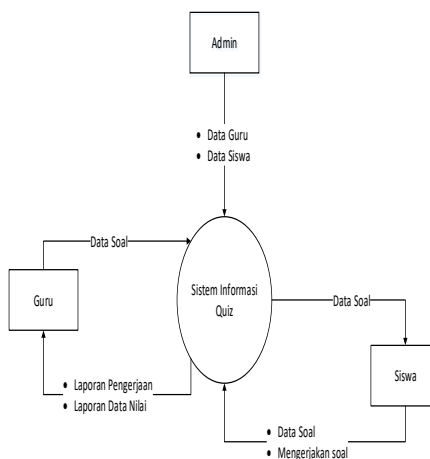 Admin
• Data Guru
• Data Siswa
Data Soal
Guru
Sistem Informasi
Quiz
Data Soal
Siswa
• Laporan Pengerjaan
• Laporan Data Nilai
• Data Soal
• Mengerjakan soal